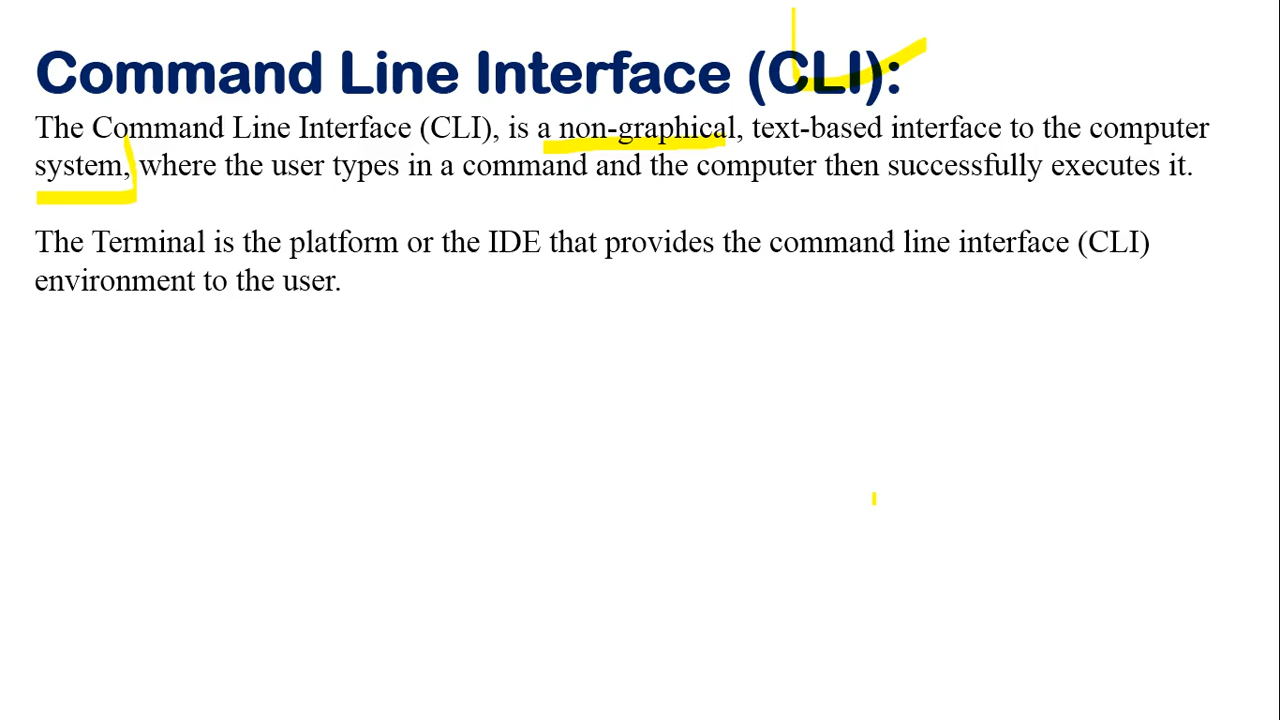 Command Line Interface (CLI):
The Command Line Interface (CLI), is a non-graphical, text-based interface to the computer
system, where the user types in a command and the computer then successfully executes it.
The Terminal is the platform or the IDE that provides the command line interface (CLI)
environment to the user.